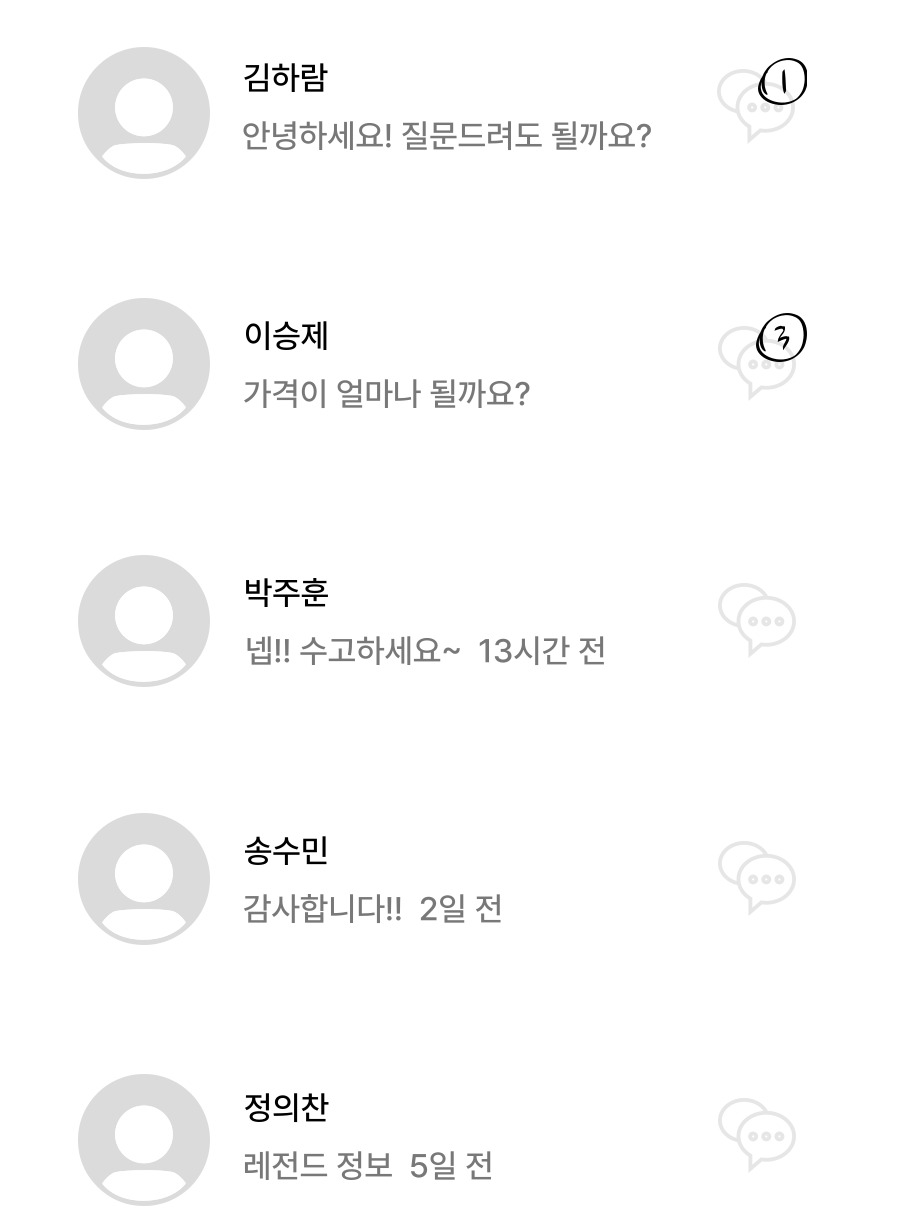 김하람
1
안녕하세요! 질문드려도 될까요?
이승제
3
가격이 얼마나 될까요?
박주훈
넵!! 수고하세요~ 13시간 전
송수민
감사합니다!! 2일 전
정의찬
레전드 정보 5일 전